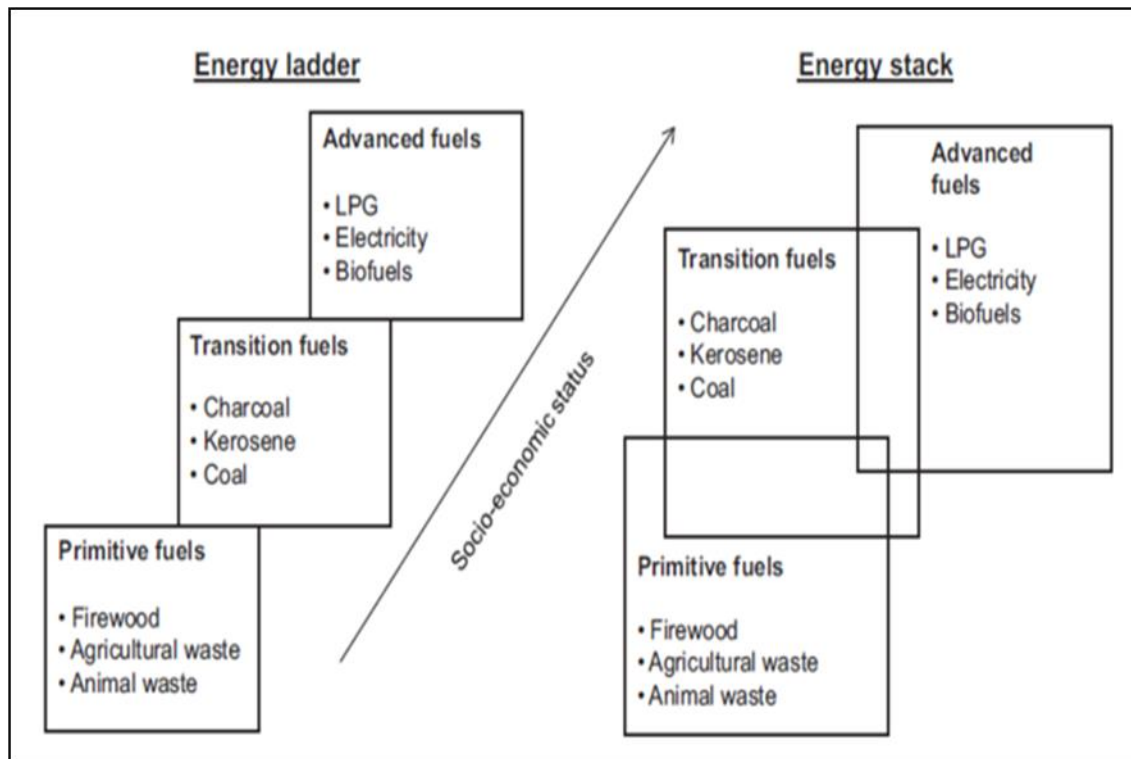 Energy ladder
Advanced fuels
• LPG
• Electricity
• Biofuels
Transition fuels
• Charcoal
• Kerosene
• Coal
Primitive fuels
• Firewood
• Agricultural waste
• Animal waste
Socio-economic status
Energy stack
Advanced
fuels
• LPG
• Electricity
• Biofuels
Transition fuels
• Charcoal
• Kerosene
• Coal
Primitive fuels
• Firewood
• Agricultural waste
• Animal waste